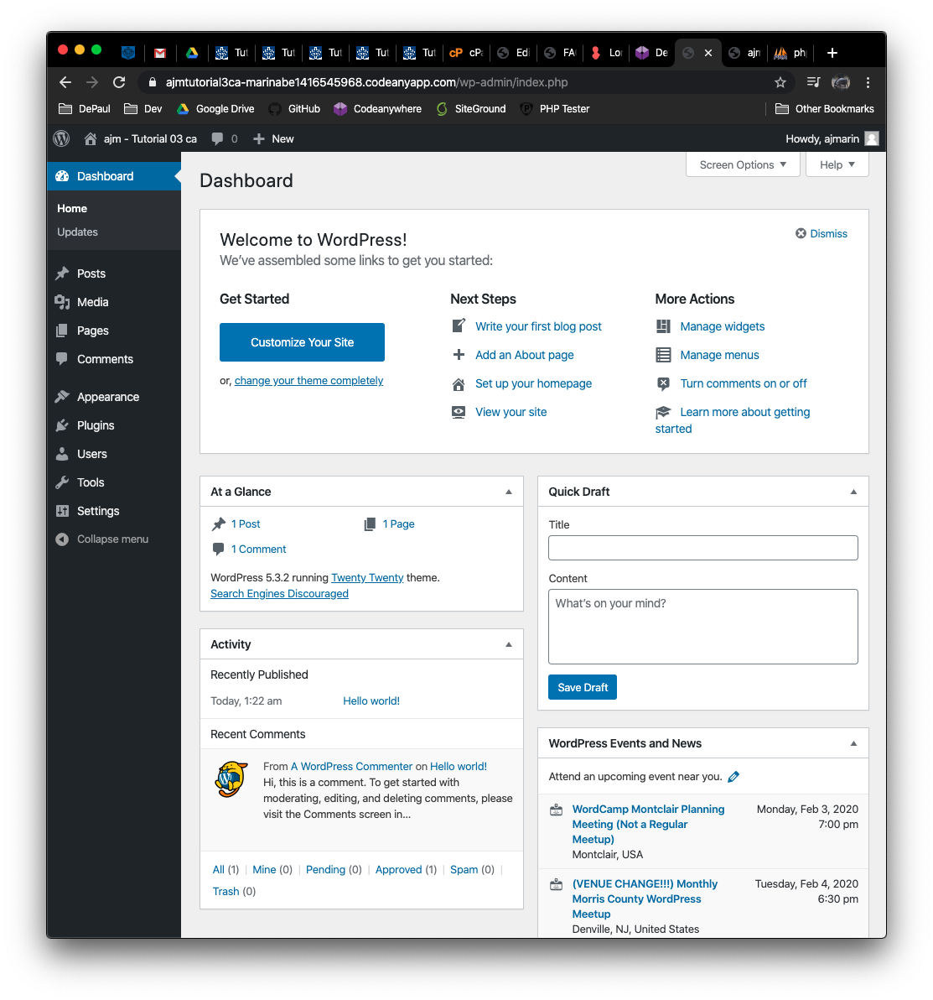 Tut
Tut
Tut
Tut
Tut
cP
cPa
Edi
FA
Lor
De
ajn
php
ajmtutorial3ca-marinabe1416545968.codeanyapp.com/wp-admin/index.php
DePaul
Dev
Google Drive
GitHub
Codeanywhere
SiteGround
PHP Tester
Other Bookmarks
ajm - Tutorial 03 ca
0
New
Howdy, ajmarin
Dashboard
Home
Updates
Posts
Media
Pages
Comments
Appearance
Plugins
Users
Tools
Settings
Collapse menu
Screen Options
Help
Dashboard
Welcome to WordPress!
Dismiss
We've assembled some links to get you started:
Get Started
Customize Your Site
or, change your theme completely
Next Steps
Write your first blog post
Add an About page
Set up your homepage
View your site
More Actions
Manage widgets
Manage menus
Turn comments on or off
Learn more about getting
started
At a Glance
1 Post
1 Page
1 Comment
WordPress 5.3.2 running Twenty Twenty theme.
Search Engines Discouraged
Activity
Recently Published
Today, 1:22 am
Hello world!
Recent Comments
From A WordPress Commenter on Hello world!
Hi, this is a comment. To get started with
moderating, editing, and deleting comments, please
visit the Comments screen in…
All (1) | Mine (0) | Pending (0) | Approved (1) | Spam (0) |
Trash (0)
Quick Draft
Title
Content
What's on your mind?
Save Draft
WordPress Events and News
Attend an upcoming event near you.
WordCamp Montclair Planning
Meeting (Not a Regular
Meetup)
Montclair, USA
Monday, Feb 3, 2020
7:00 pm
(VENUE CHANGE!!!) Monthly
Morris County WordPress
Meetup
Denville, NJ, United States
Tuesday, Feb 4, 2020
6:30 pm